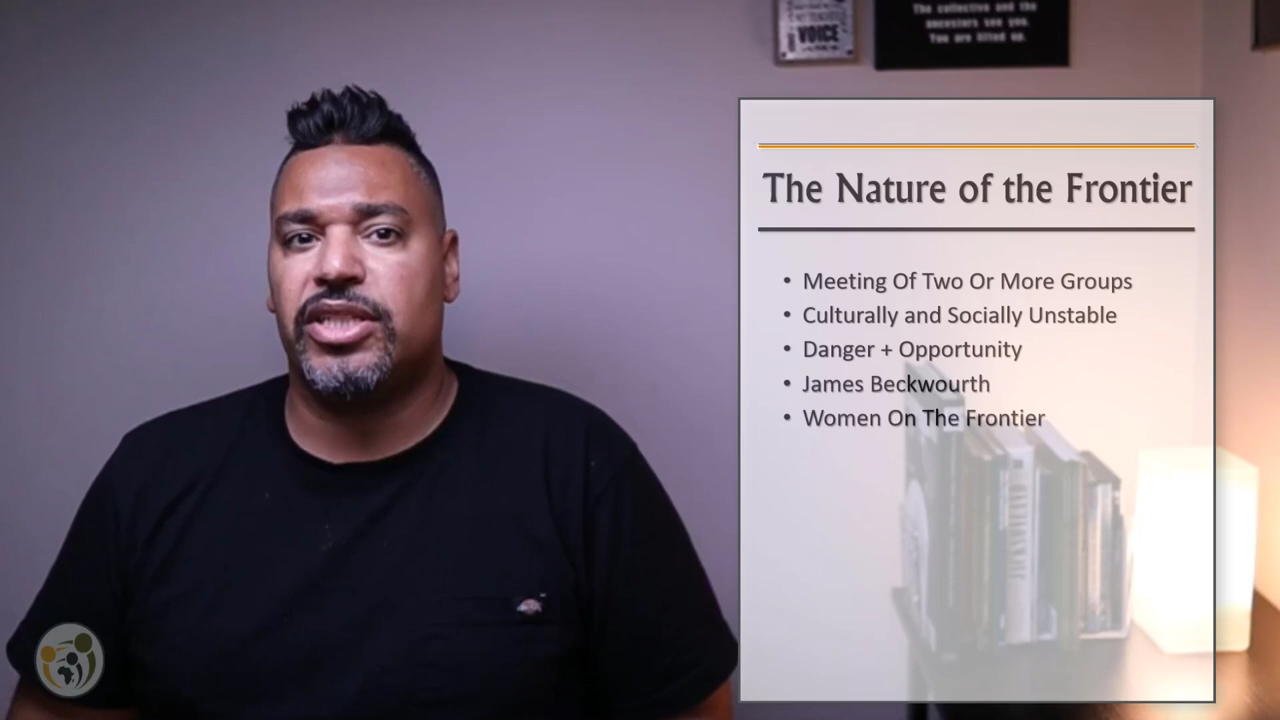 VOICE
The collective and the
ancestors see you.
You are lifted up.
The Nature of the Frontier
• Meeting Of Two Or More Groups
• Culturally and Socially Unstable
• Danger + Opportunity
• James Beckwourth
• Women On The Frontier